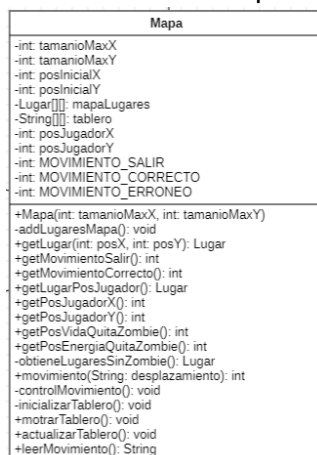 Mapa
-int: tamanioMaxX
-int: tamanioMaxY
-int: posInicialX
-int: posInicialY
-Lugar[][]: mapaLugares
-String[][]: tablero
-int: posJugadorX
-int: posJugadorY
-int: MOVIMIENTO_SALIR
-int: MOVIMIENTO_CORRECTO
-int: MOVIMIENTO_ERRONEO
+Mapa(int: tamanioMaxX, int: tamanioMaxY)
-addLugaresMapa(): void
+getLugar(int: posX, int: posY): Lugar
+getMovimientoSalir(): int
+getMovimientoCorrecto(): int
+getLugarPosJugador(): Lugar
+getPosJugadorX(): int
+getPosJugadorY(): int
+getPosVidaQuitaZombie(): int
+getPosEnergiaQuitaZombie(): int
-obtieneLugaresSinZombie(): Lugar
+movimiento(String: desplazamiento): int
-controlMovimiento(): void
-inicializarTablero(): void
+motrarTablero(): void
+actualizarTablero(): void
+leerMovimiento(): String